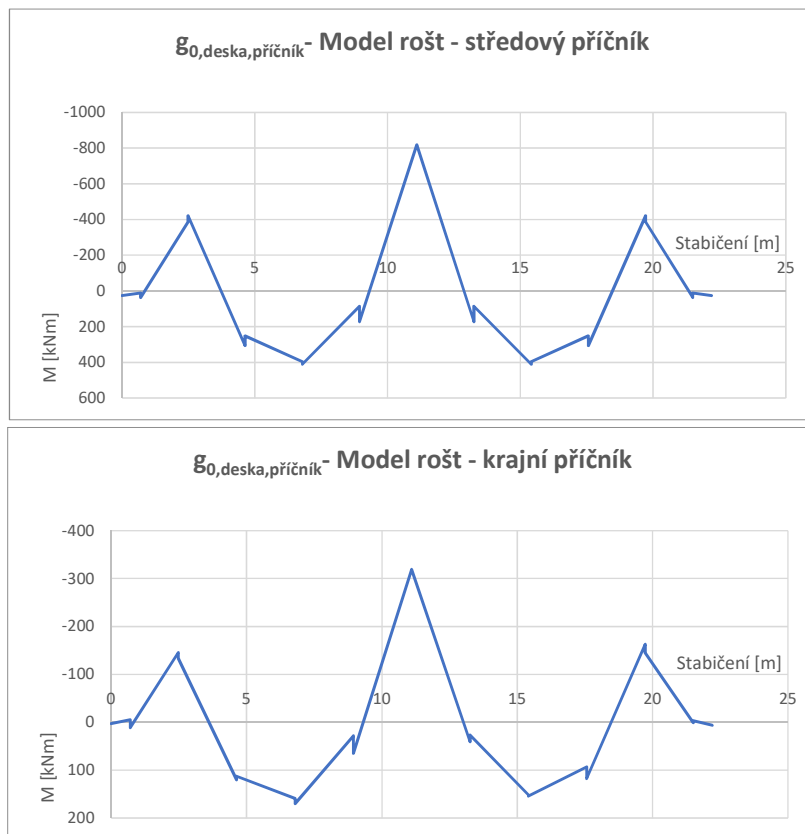 g0,deska,příčník- Model rošt - středový příčník
-1000
-800
-600
-400
-200
0
200
400
600
M [kNm]
Stabičení [m]
0 5 10 15 20 25
g0,deska,příčník- Model rošt - krajní příčník
-400
-300
-200
-100
0
100
200
M [kNm]
Stabičení [m]
0 5 10 15 20 25